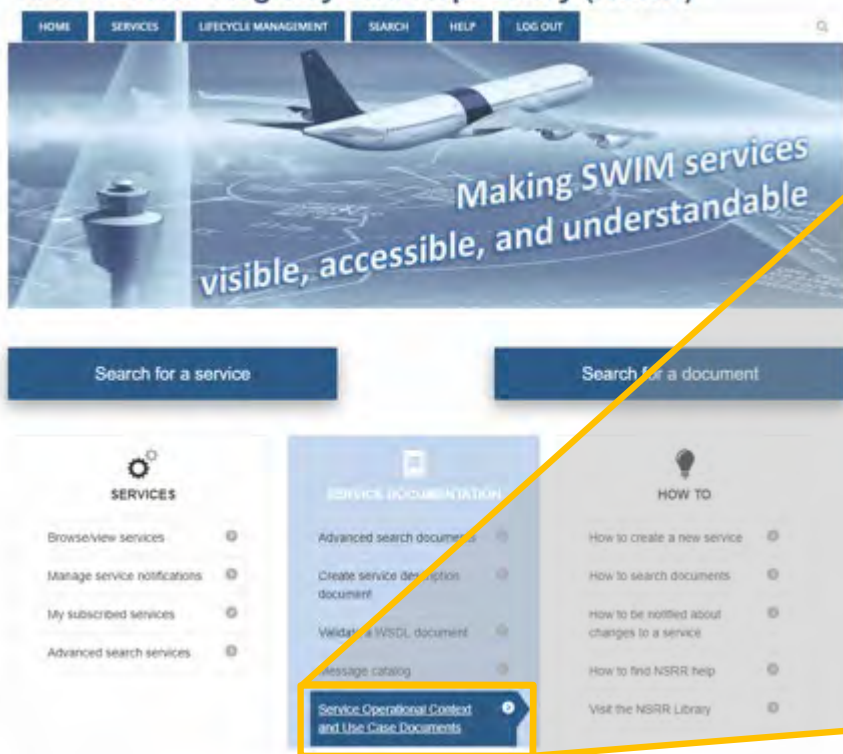 HOME SERVICES LIFECYCLE MANAGEMENT SEARCH HELP LOG OUT
Making SWIM services
visible, accessible, and understandable
Search for a service
Search for a document
SERVICES
Browse/view services
Manage service notifications
My subscribed services
Advanced search services
SERVICE DOCUMENTATION
Advanced search documents
Create service description
document
Validate a WSDL document
Message catalog
Service Operational Context
and Use Case Documents
HOW TO
How to create a new service
How to search documents
How to be notified about
changes to a service
How to find NSRR help
Visit the NSRR Library